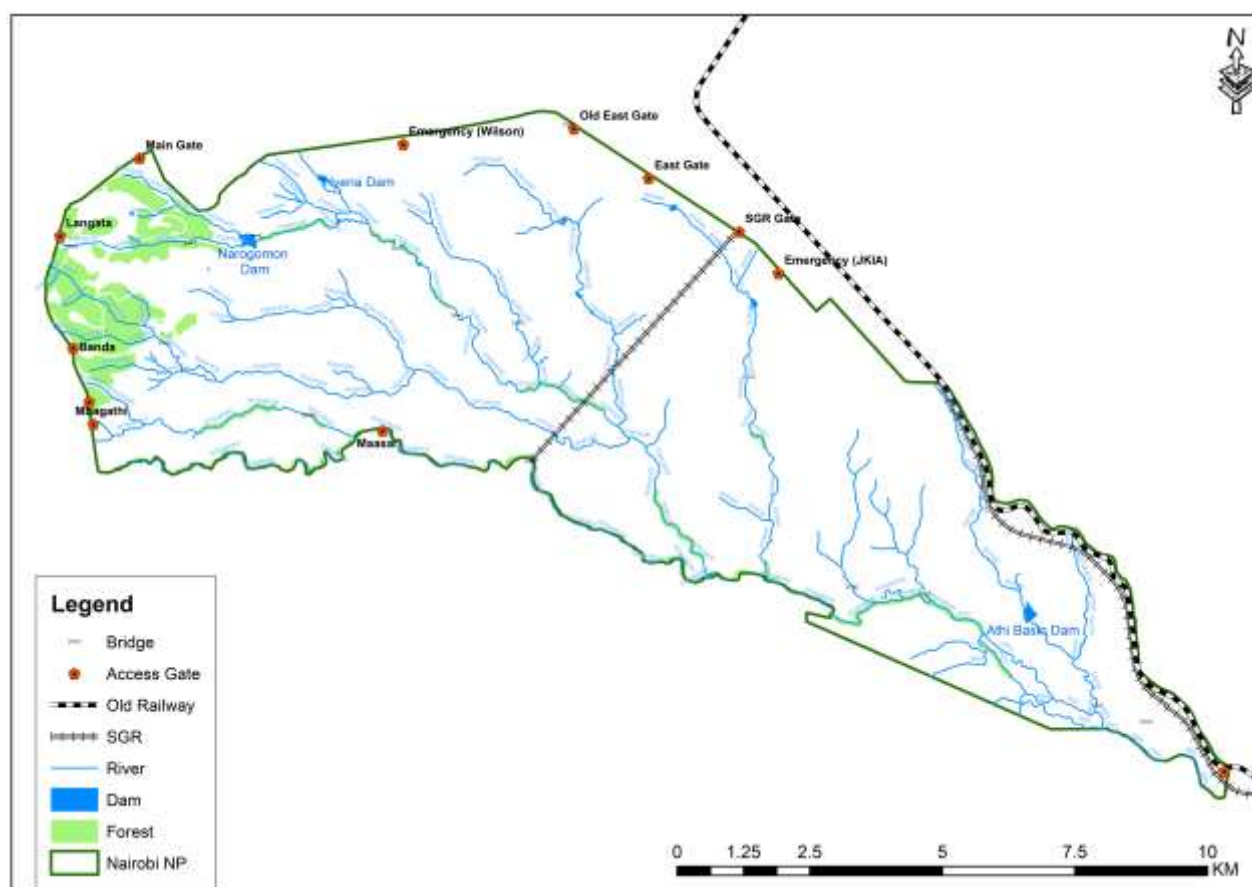 N
Old East Gate
Emergency (Wilson)
Main Gate
East Gate
Hyena Dam
SGR Gate
Langata
Narogomon
Dam
Emergency (JKIA)
Banda
Maasai
Athi Basin Dam
Legend
Bridge
Access Gate
Old Railway
SGR
River
Dam
Forest
Nairobi NP
0 1.25 2.5 5 7.5 10
KM